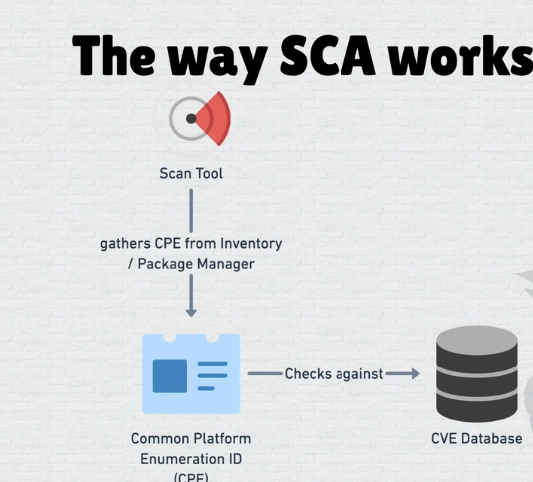 The way SCA works
Scan Tool
gathers CPE from Inventory
/ Package Manager
Checks against
Common Platform
Enumeration ID
(CPE)
CVE Database